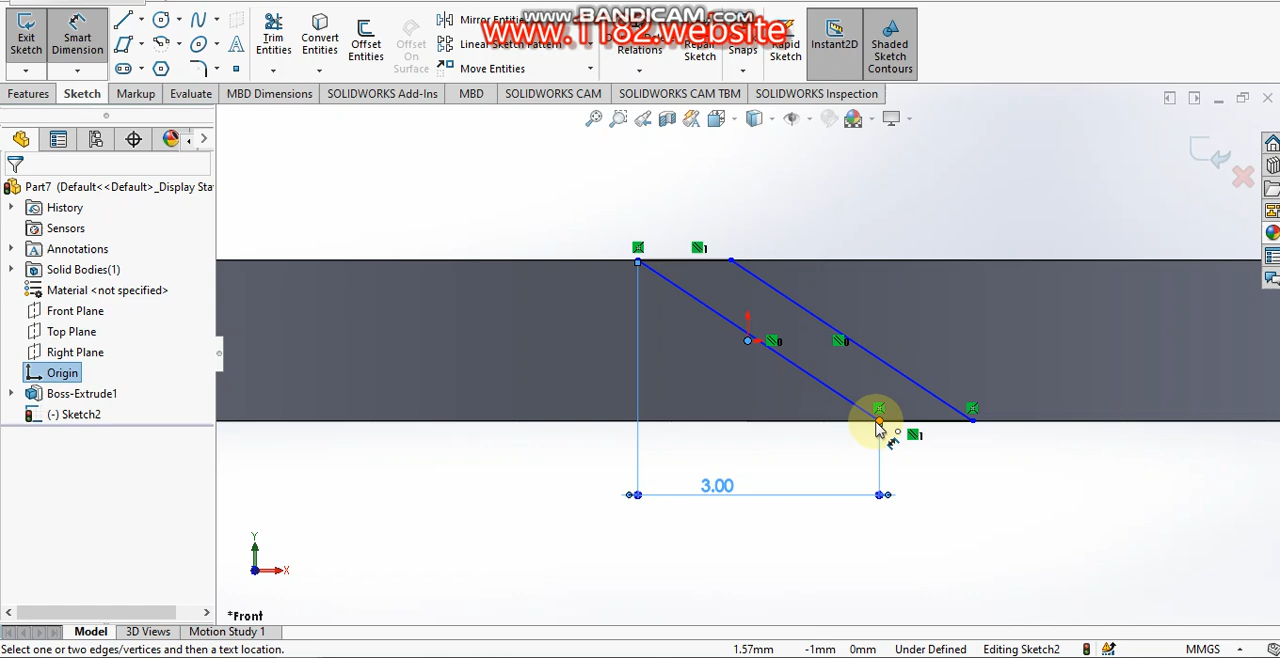 www.BANDICAM.com
www.1182.website
Exit Sketch
Smart Dimension
Trim Entities
Convert Entities
Offset Entities
Offset On Surface
Mirror Entities
Linear Sketch Pattern
Move Entities
Relations
Repair Sketch
Snaps
Rapid Sketch
Instant2D
Shaded Sketch Contours
Features Sketch Markup Evaluate MBD Dimensions SOLIDWORKS Add-Ins MBD SOLIDWORKS CAM SOLIDWORKS CAM TBM SOLIDWORKS Inspection
Part7 (Default<<Default>_Display Sta
History
Sensors
Annotations
Solid Bodies(1)
Material <not specified>
Front Plane
Top Plane
Right Plane
Origin
Boss-Extrude1
(-) Sketch2
1
0
0
1
3.00
Y
X
*Front
Model 3D Views Motion Study 1
Select one or two edges/vertices and then a text location. 1.57mm -1mm 0mm Under Defined Editing Sketch2 MMGS